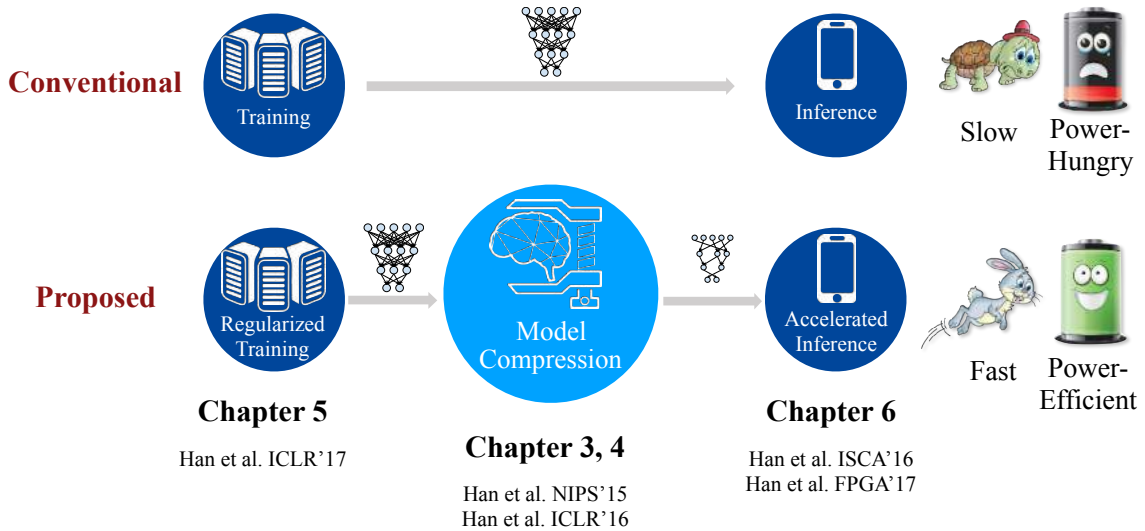 Conventional
Training
Inference
Slow
Power-
Hungry
Proposed
Regularized
Training
Model
Compression
Accelerated
Inference
Fast
Power-
Efficient
Chapter 5
Han et al. ICLR’17
Chapter 3, 4
Han et al. NIPS’15
Han et al. ICLR’16
Chapter 6
Han et al. ISCA’16
Han et al. FPGA’17